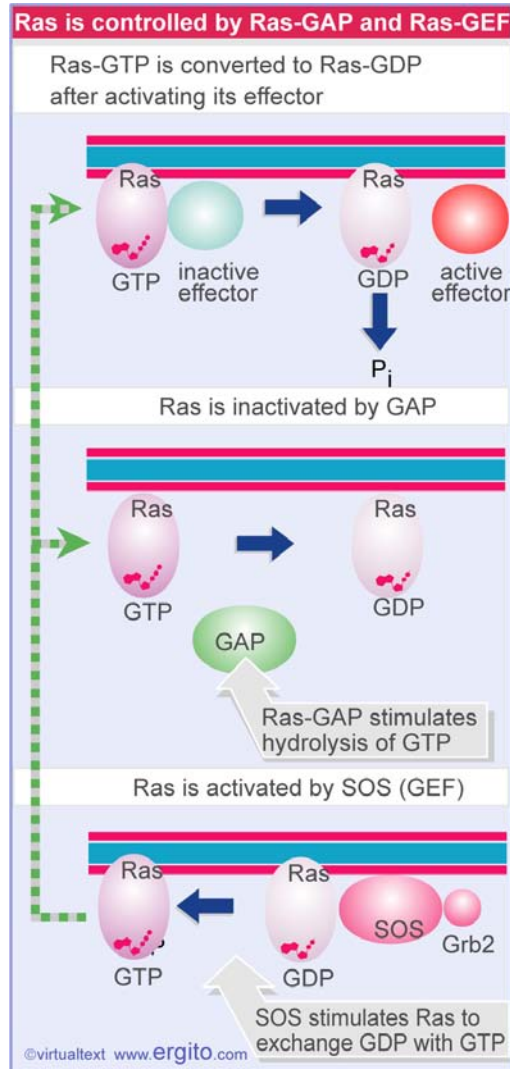 Ras is controlled by Ras-GAP and Ras-GEF
Ras-GTP is converted to Ras-GDP
after activating its effector
Ras
Ras
GTP
inactive
effector
GDP
active
effector
Pi
Ras is inactivated by GAP
Ras
Ras
GTP
GDP
GAP
Ras-GAP stimulates
hydrolysis of GTP
Ras is activated by SOS (GEF)
Ras
Ras
SOS
Grb2
GTP
GDP
SOS stimulates Ras to
exchange GDP with GTP
©virtualtext www.ergito.com